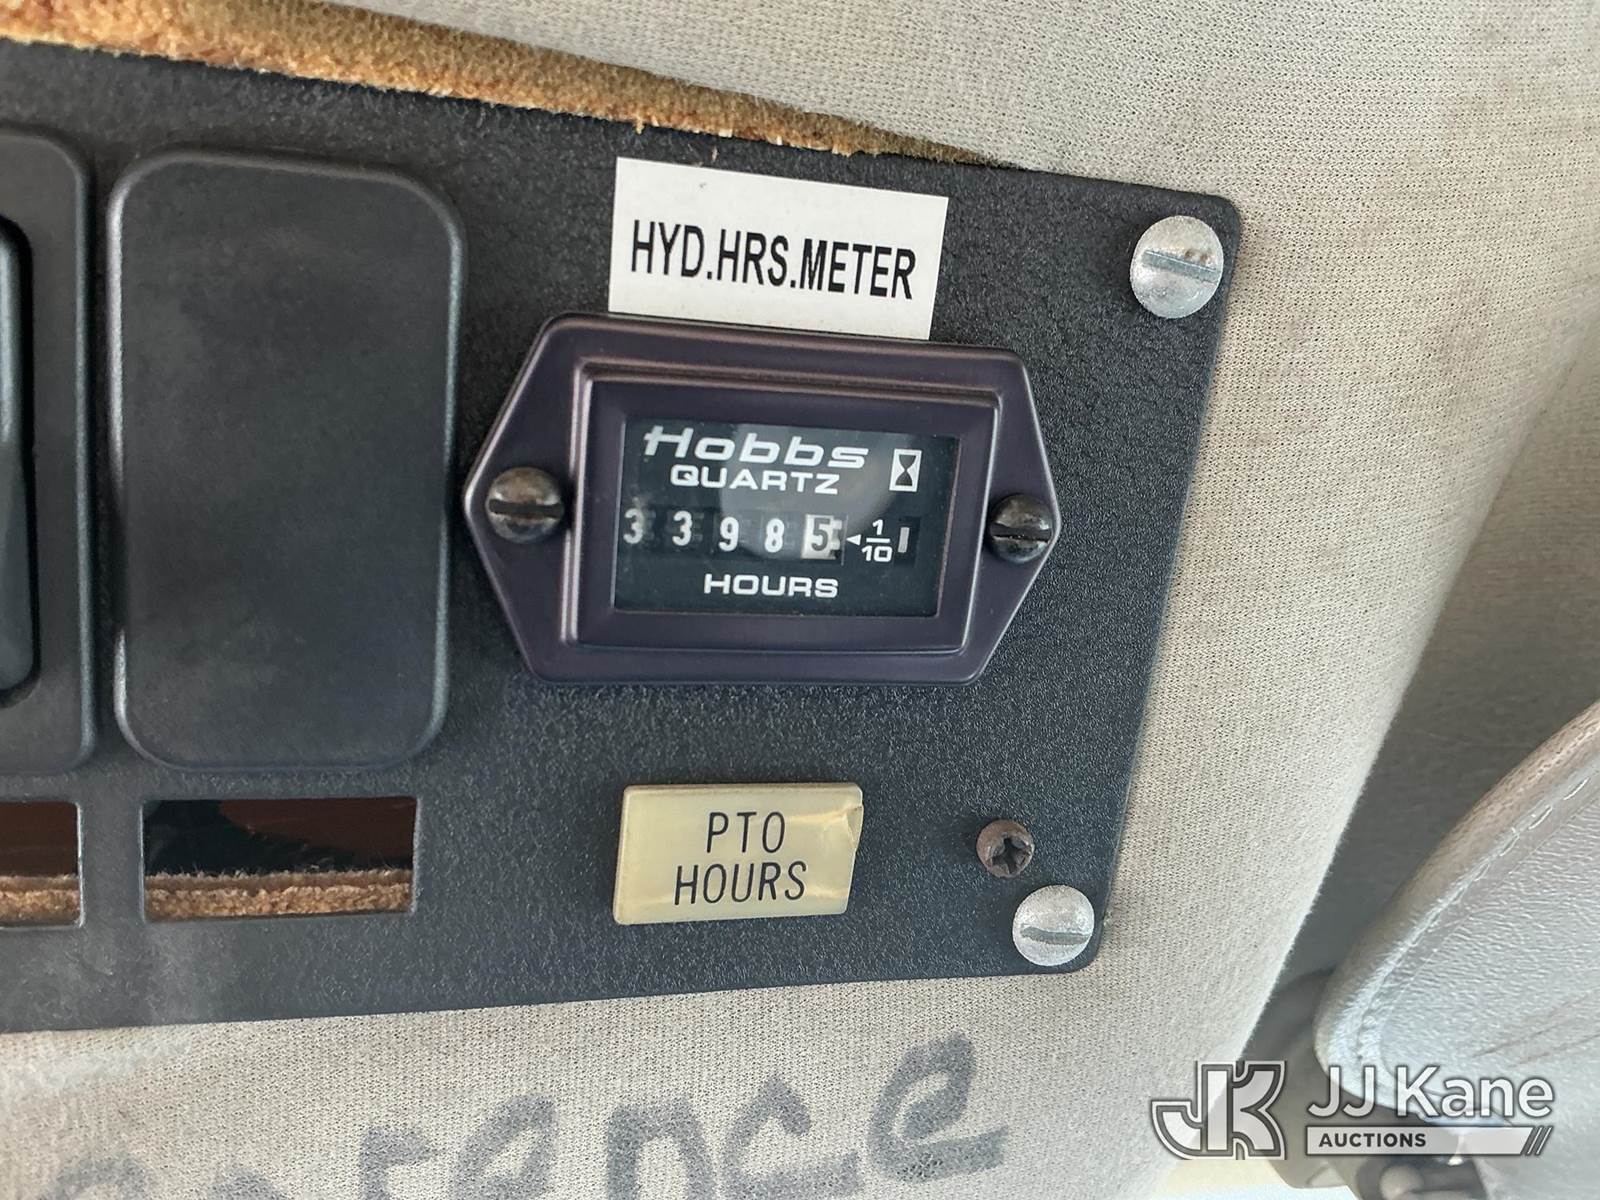 HYD.HRS.METER
Hobbs
QUARTZ
3 3 9 8 5 1/10
HOURS
PTO
HOURS
JJ Kane
AUCTIONS